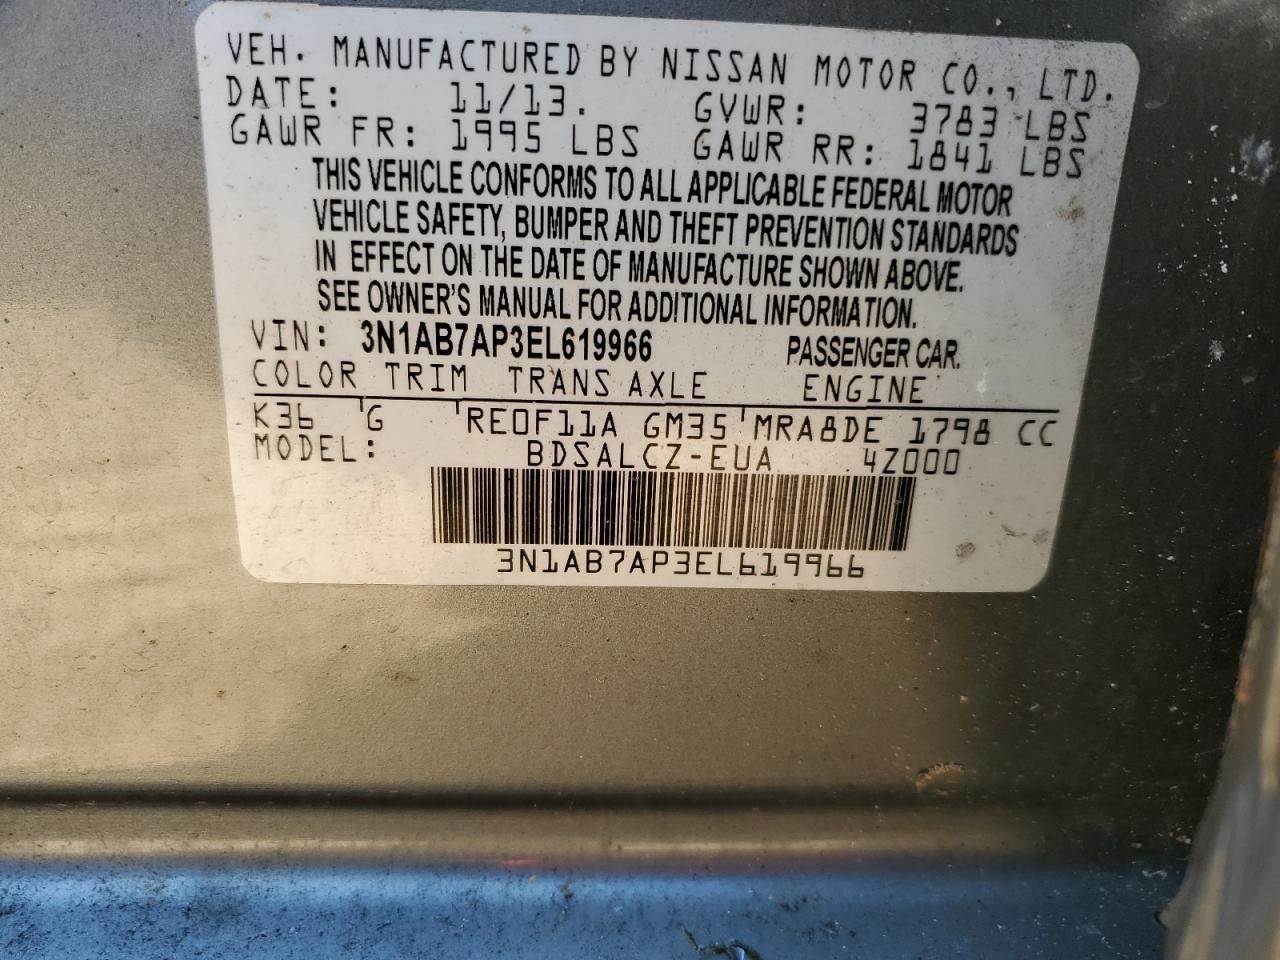 VEH. MANUFACTURED BY NISSAN MOTOR CO., LTD.
DATE: 11/13. GVWR: 3783 LBS
GAWR FR: 1995 LBS GAWR RR: 1841 LBS
THIS VEHICLE CONFORMS TO ALL APPLICABLE FEDERAL MOTOR
VEHICLE SAFETY, BUMPER AND THEFT PREVENTION STANDARDS
IN EFFECT ON THE DATE OF MANUFACTURE SHOWN ABOVE.
SEE OWNER'S MANUAL FOR ADDITIONAL INFORMATION.
VIN: 3N1AB7AP3EL619966 PASSENGER CAR.
COLOR TRIM TRANS AXLE ENGINE
K36 G RE0F11A GM35 MRA8DE 1798 CC
MODEL: BDSALCZ-EUA 4Z000
3N1AB7AP3EL619966